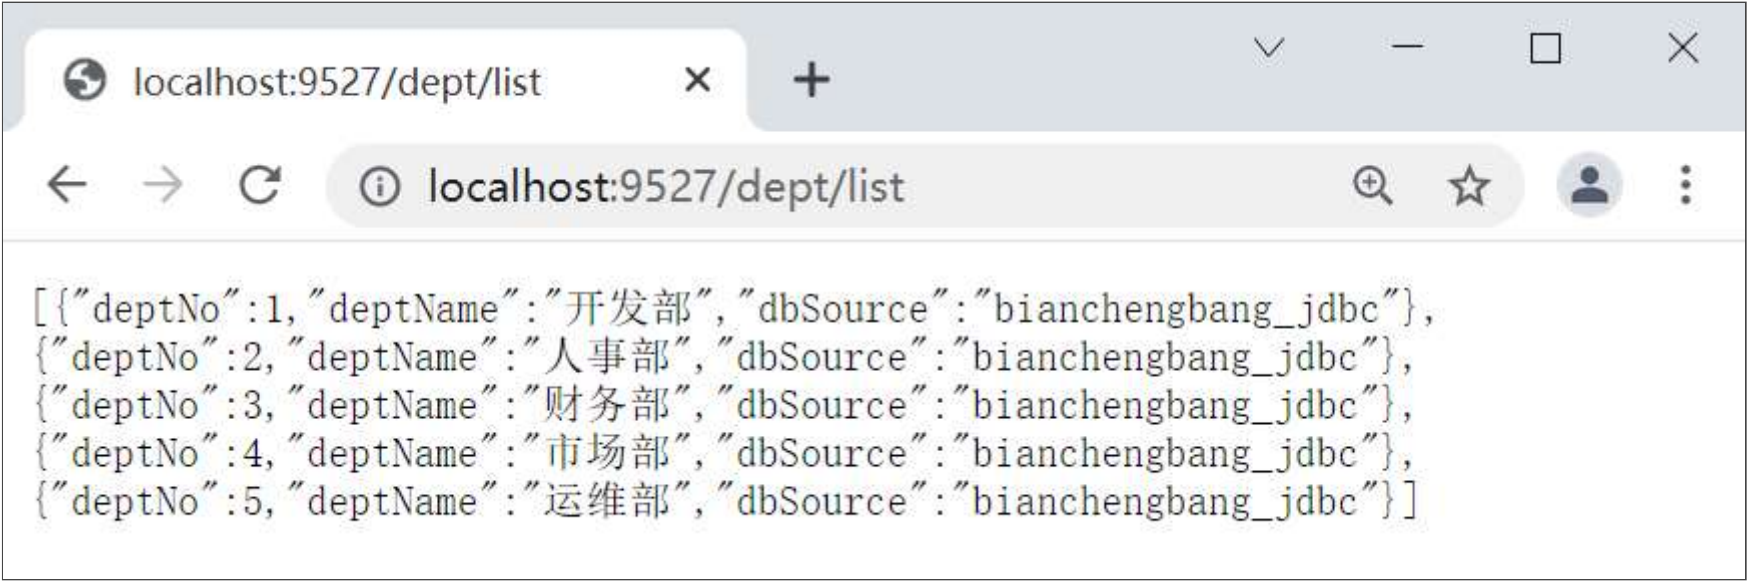 localhost:9527/dept/list
localhost:9527/dept/list
[{"deptNo":1,"deptName":"开发部","dbSource":"bianchengbang_jdbc"},
{"deptNo":2,"deptName":"人事部","dbSource":"bianchengbang_jdbc"},
{"deptNo":3,"deptName":"财务部","dbSource":"bianchengbang_jdbc"},
{"deptNo":4,"deptName":"市场部","dbSource":"bianchengbang_jdbc"},
{"deptNo":5,"deptName":"运维部","dbSource":"bianchengbang_jdbc"}]